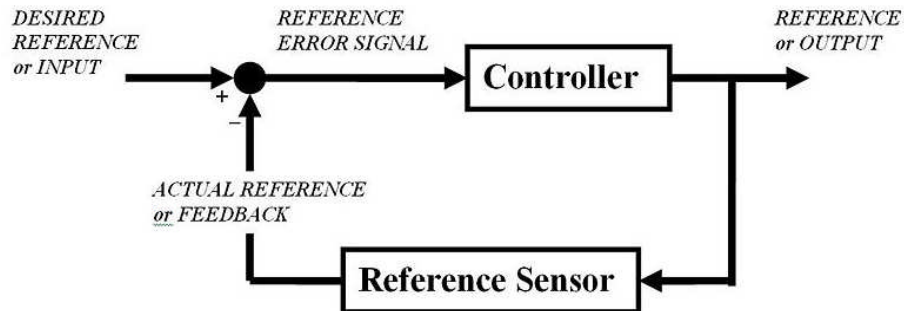 DESIRED
REFERENCE
or INPUT
REFERENCE
ERROR SIGNAL
REFERENCE
or OUTPUT
Controller
+
−
ACTUAL REFERENCE
or FEEDBACK
Reference Sensor